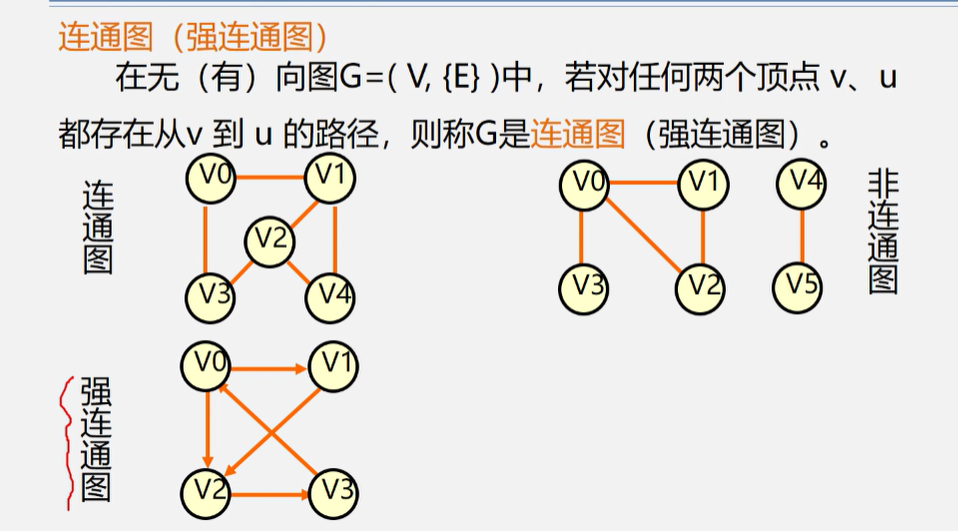 连通图（强连通图）
在无（有）向图G=( V, {E} )中，若对任何两个顶点 v、u
都存在从v 到 u 的路径，则称G是连通图（强连通图）。
连通图
V0
V1
V2
V3
V4
V0
V1
V4
V3
V2
V5
非连通图
强连通图
V0
V1
V2
V3